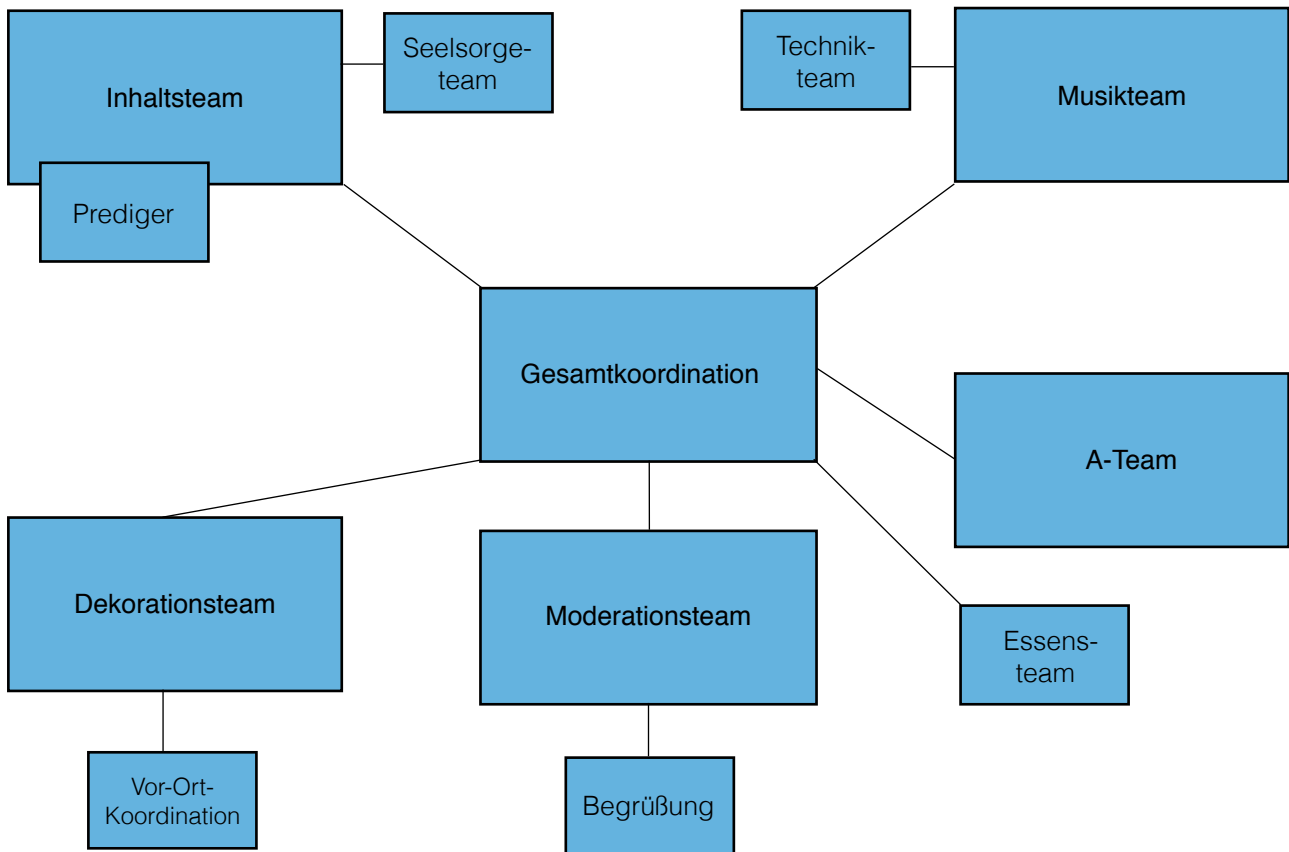 Inhaltsteam
Seelsorge-
team
Technik-
team
Musikteam
Prediger
Gesamtkoordination
A-Team
Dekorationsteam
Moderationsteam
Essens-
team
Vor-Ort-
Koordination
Begrüßung